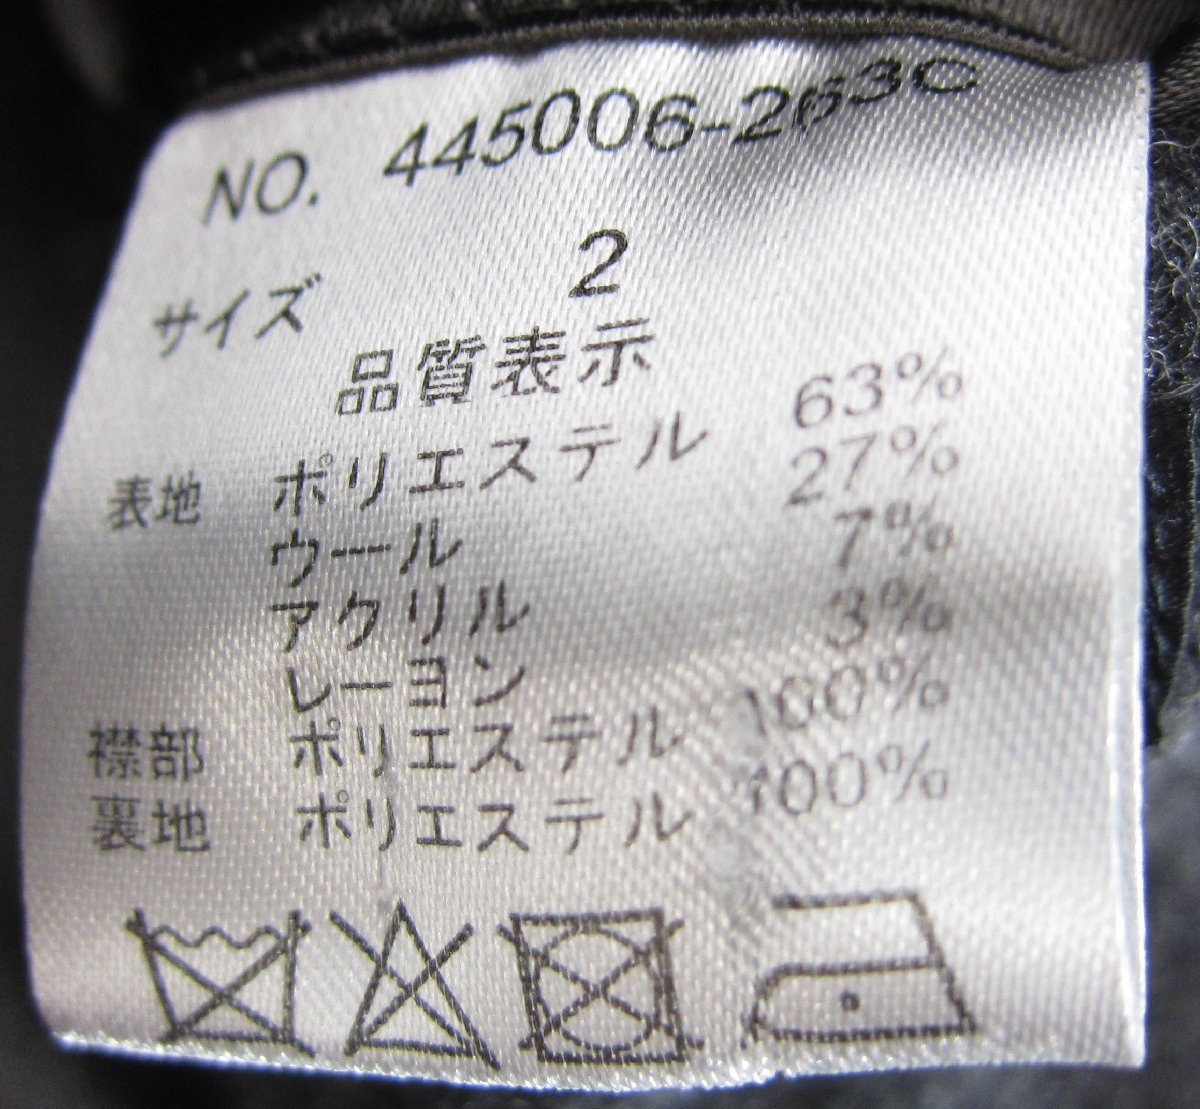 NO. 445006-263C
サイズ 2
品質表示
表地 ポリエステル 63%
ウール 27%
アクリル 7%
レーヨン 3%
襟部 ポリエステル 100%
裏地 ポリエステル 100%